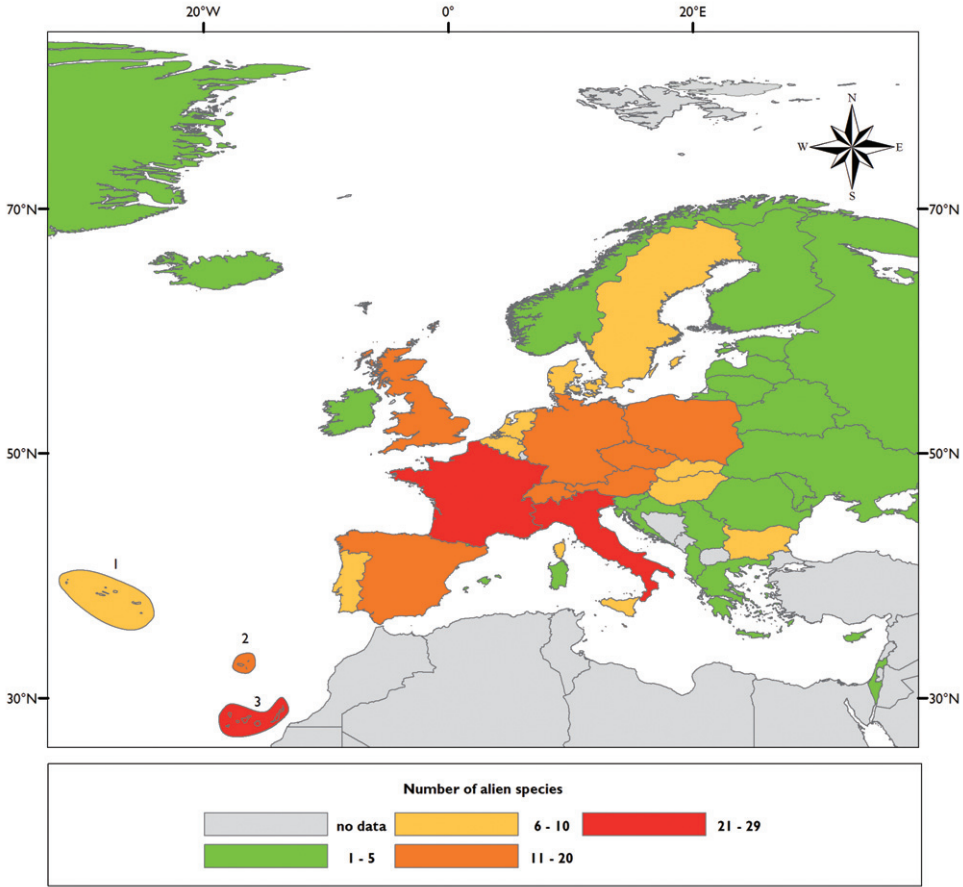 20°W 0° 20°E
N
W E
S
70°N 70°N
50°N 50°N
1
2
3
30°N 30°N
Number of alien species
no data 6 - 10 21 - 29
1 - 5 11 - 20